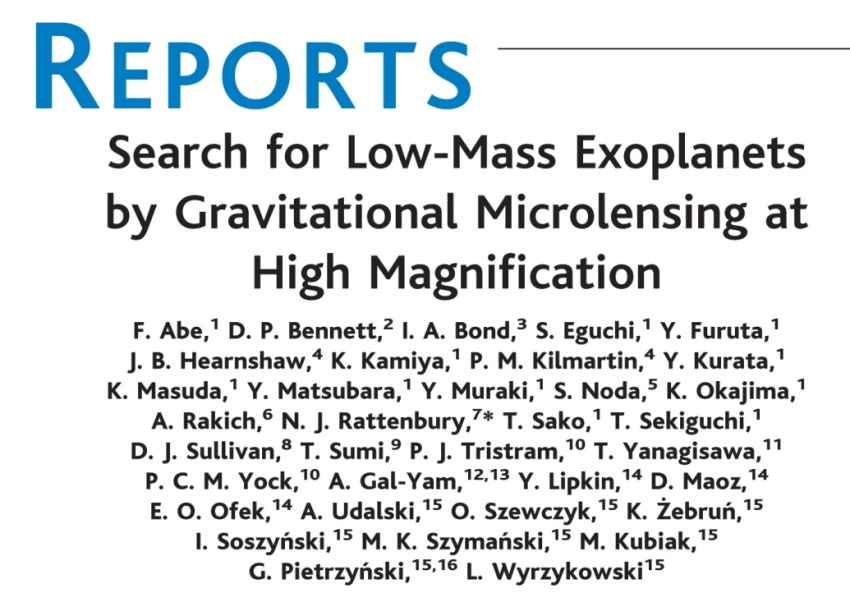 REPORTS
Search for Low-Mass Exoplanets
by Gravitational Microlensing at
High Magnification
F. Abe,¹ D. P. Bennett,² I. A. Bond,³ S. Eguchi,¹ Y. Furuta,¹
J. B. Hearnshaw,⁴ K. Kamiya,¹ P. M. Kilmartin,⁴ Y. Kurata,¹
K. Masuda,¹ Y. Matsubara,¹ Y. Muraki,¹ S. Noda,⁵ K. Okajima,¹
A. Rakich,⁶ N. J. Rattenbury,⁷* T. Sako,¹ T. Sekiguchi,¹
D. J. Sullivan,⁸ T. Sumi,⁹ P. J. Tristram,¹⁰ T. Yanagisawa,¹¹
P. C. M. Yock,¹⁰ A. Gal-Yam,¹²,¹³ Y. Lipkin,¹⁴ D. Maoz,¹⁴
E. O. Ofek,¹⁴ A. Udalski,¹⁵ O. Szewczyk,¹⁵ K. Żebruń,¹⁵
I. Soszyński,¹⁵ M. K. Szymański,¹⁵ M. Kubiak,¹⁵
G. Pietrzyński,¹⁵,¹⁶ L. Wyrzykowski¹⁵